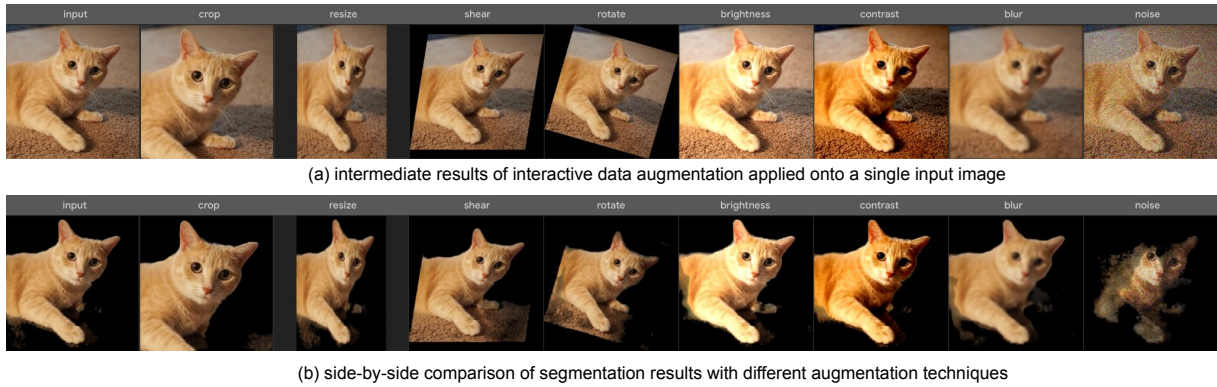 input crop resize shear rotate brightness contrast blur noise
(a) intermediate results of interactive data augmentation applied onto a single input image
input crop resize shear rotate brightness contrast blur noise
(b) side-by-side comparison of segmentation results with different augmentation techniques